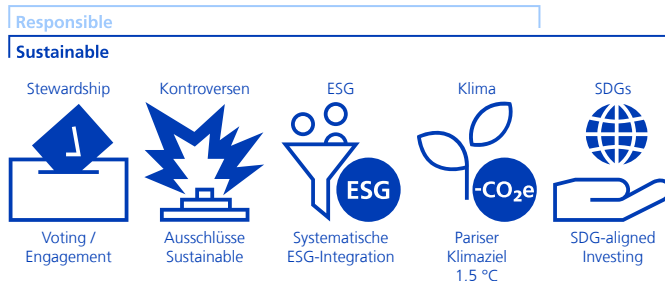 Responsible
Sustainable
Stewardship
Kontroversen
ESG
Klima
SDGs
ESG
-CO₂e
Voting /
Engagement
Ausschlüsse
Sustainable
Systematische
ESG-Integration
Pariser
Klimaziel
1,5 °C
SDG-aligned
Investing